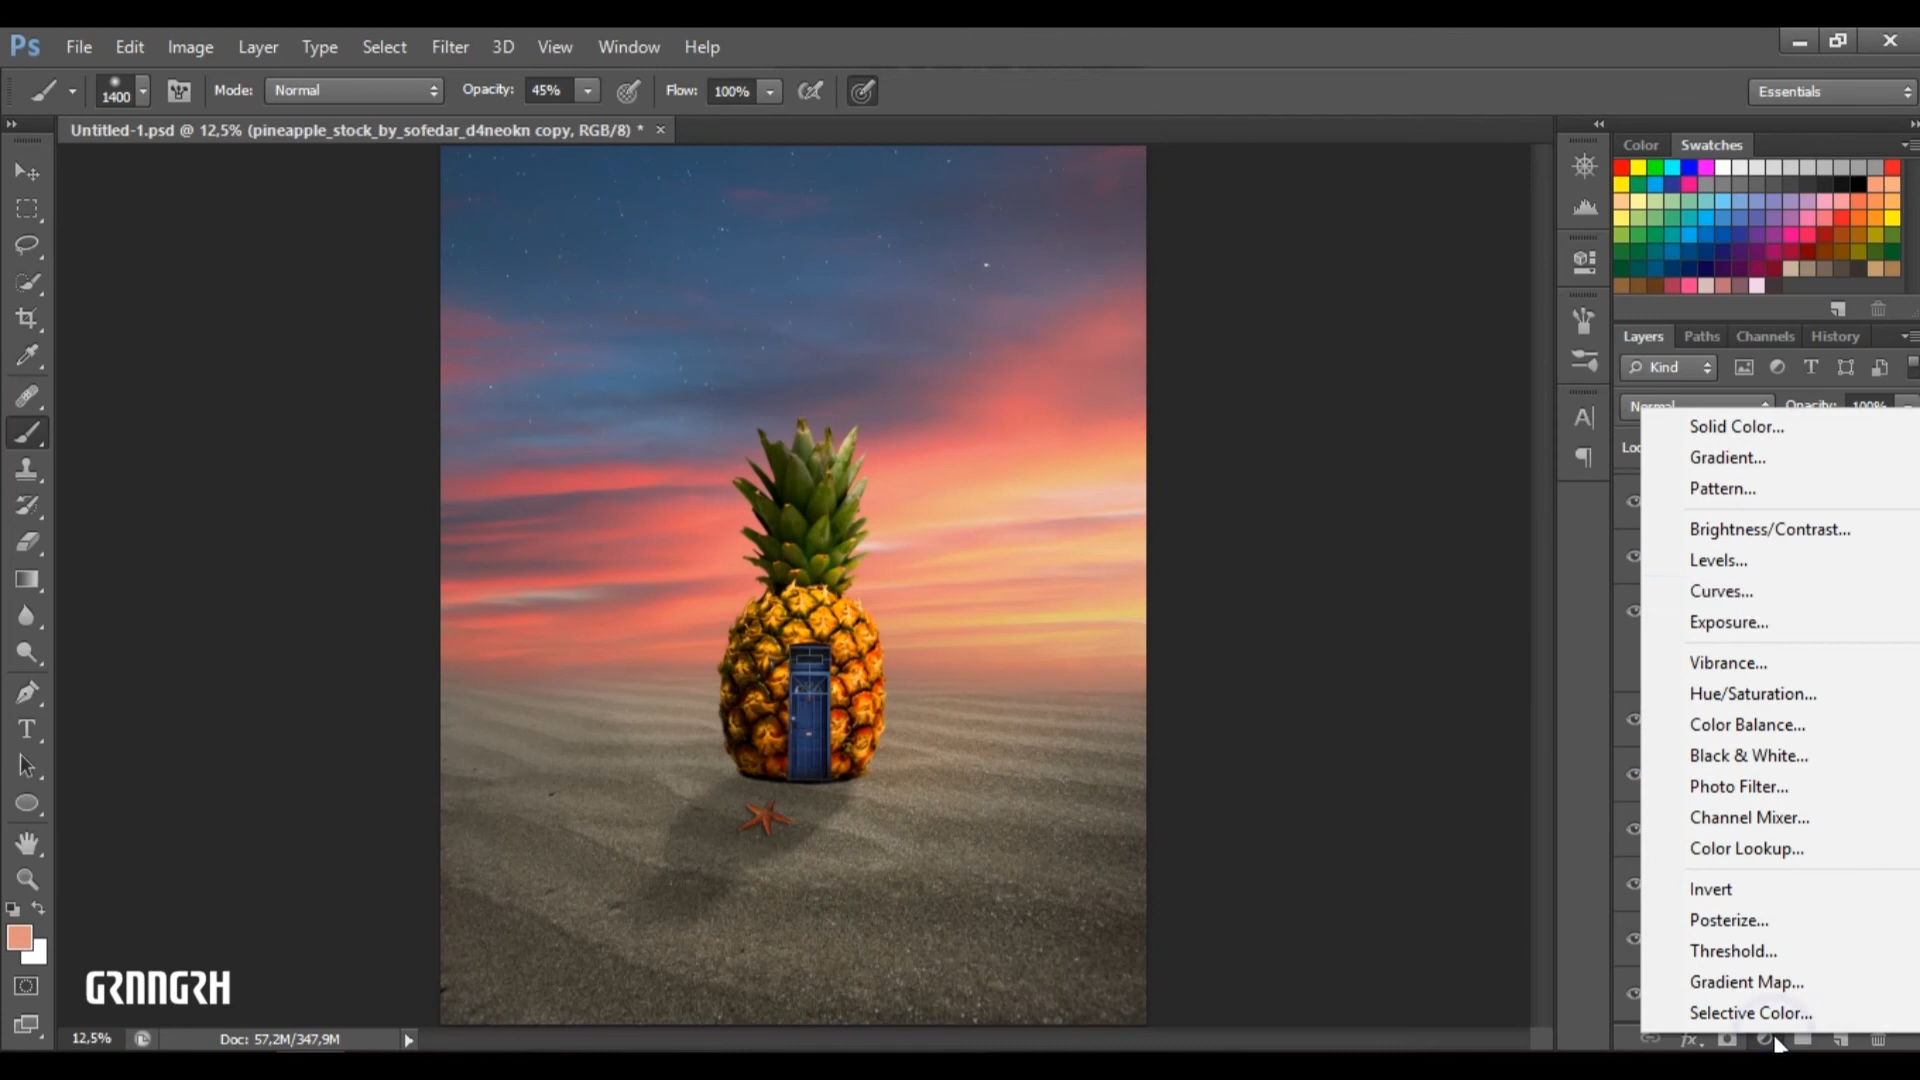 Ps File Edit Image Layer Type Select Filter 3D View Window Help
1400 Mode: Normal Opacity: 45% Flow: 100% Essentials
Untitled-1.psd @ 12,5% (pineapple_stock_by_sofedar_d4neokn copy, RGB/8) *
Color Swatches
Layers Paths Channels History
Kind
Normal Opacity: 100%
Solid Color...
Gradient...
Pattern...
Brightness/Contrast...
Levels...
Curves...
Exposure...
Vibrance...
Hue/Saturation...
Color Balance...
Black & White...
Photo Filter...
Channel Mixer...
Color Lookup...
Invert
Posterize...
Threshold...
Gradient Map...
Selective Color...
GRNNGRH
12,5% Doc: 57,2M/347,9M
fx